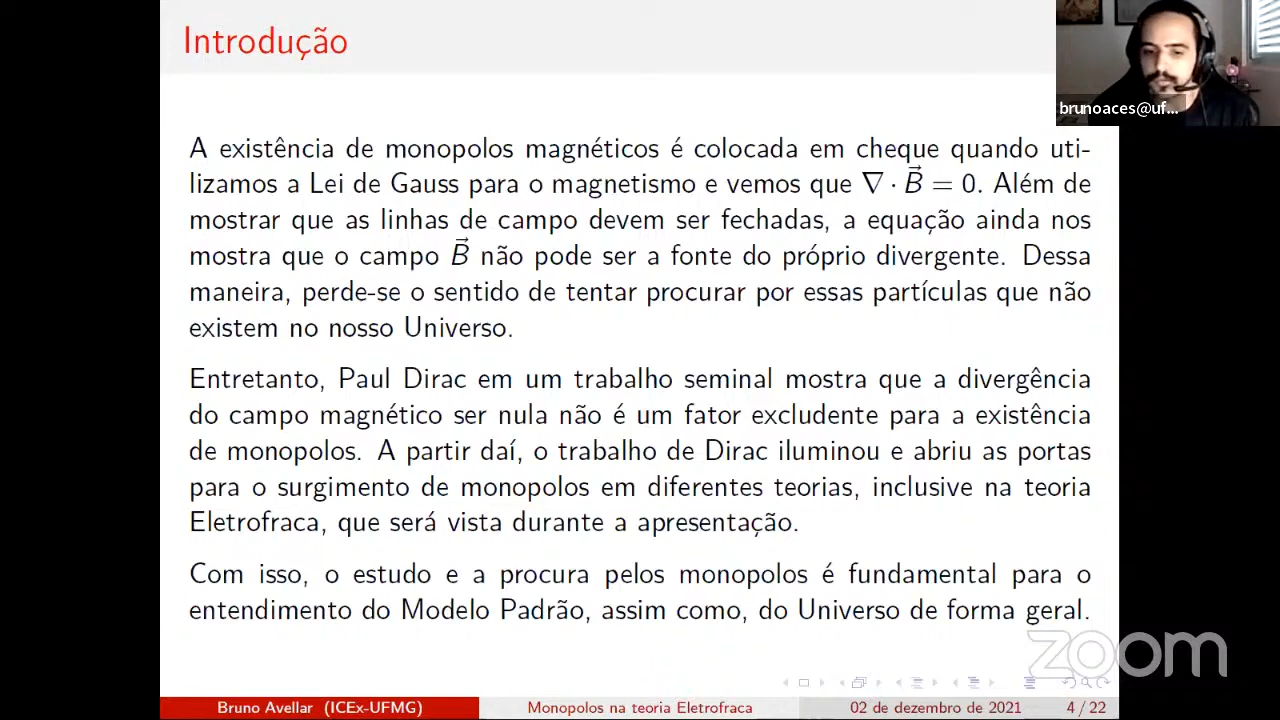 Introdução
brunoaces@uf...
A existência de monopolos magnéticos é colocada em cheque quando uti-
lizamos a Lei de Gauss para o magnetismo e vemos que ∇ · B⃗ = 0. Além de
mostrar que as linhas de campo devem ser fechadas, a equação ainda nos
mostra que o campo B⃗ não pode ser a fonte do próprio divergente. Dessa
maneira, perde-se o sentido de tentar procurar por essas partículas que não
existem no nosso Universo.
Entretanto, Paul Dirac em um trabalho seminal mostra que a divergência
do campo magnético ser nula não é um fator excludente para a existência
de monopolos. A partir daí, o trabalho de Dirac iluminou e abriu as portas
para o surgimento de monopolos em diferentes teorias, inclusive na teoria
Eletrofraca, que será vista durante a apresentação.
Com isso, o estudo e a procura pelos monopolos é fundamental para o
entendimento do Modelo Padrão, assim como, do Universo de forma geral.
zoom
Bruno Avellar (ICEx-UFMG) Monopolos na teoria Eletrofraca 02 de dezembro de 2021 4 / 22